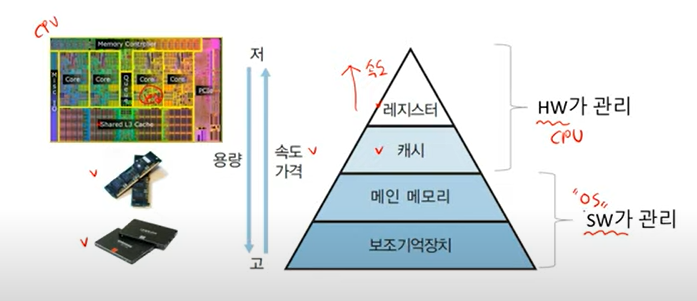 CPU
Memory Controller
Misc IO
Core
Core
Core
Core
Shared L3 Cache
저
용량
속도
가격
고
속도
레지스터
캐시
메인 메모리
보조기억장치
HW가 관리
CPU
"OS"
SW가 관리